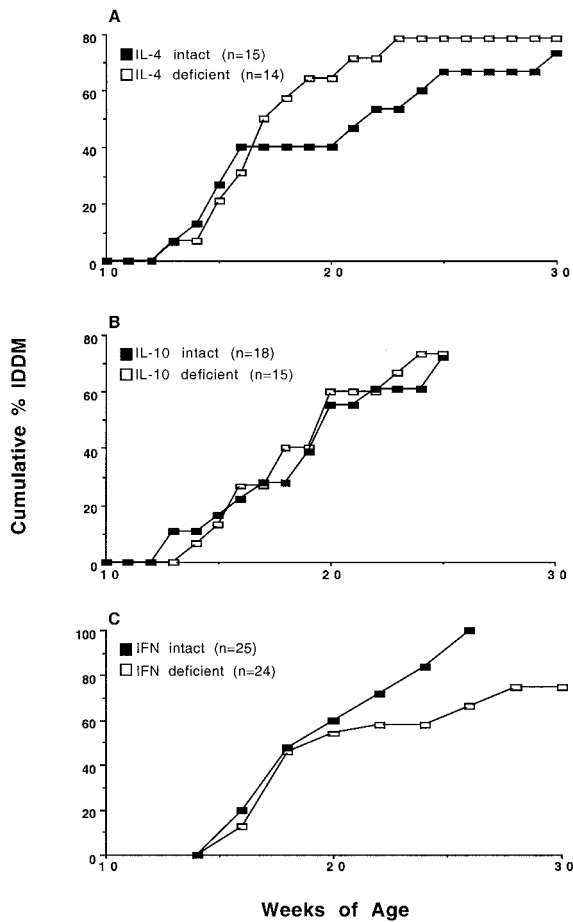 A
80
IL-4 intact (n=15)
IL-4 deficient (n=14)
60
40
20
0
10 20 30
B
80
IL-10 intact (n=18)
IL-10 deficient (n=15)
60
40
20
0
10 20 30
Cumulative % IDDM
C
100
IFN intact (n=25)
IFN deficient (n=24)
80
60
40
20
0
10 20 30
Weeks of Age